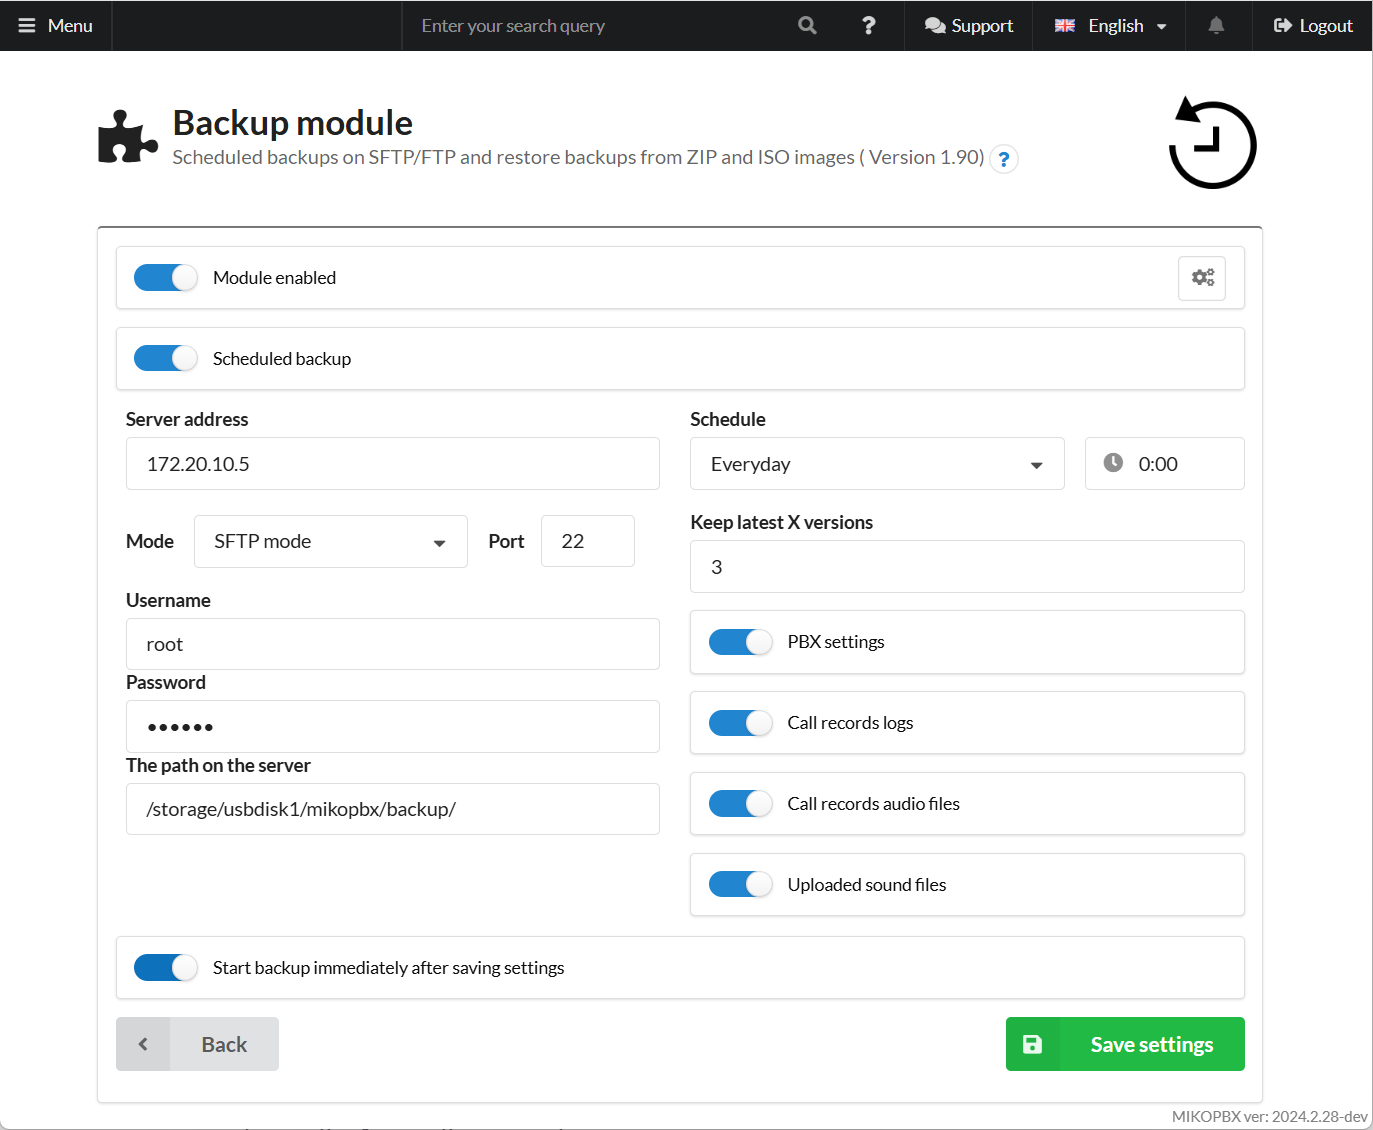 Menu
Enter your search query
?
Support
English
Logout
Backup module
Scheduled backups on SFTP/FTP and restore backups from ZIP and ISO images ( Version 1.90) ?
Module enabled
Scheduled backup
Server address
172.20.10.5
Mode
SFTP mode
Port
22
Username
root
Password
••••••
The path on the server
/storage/usbdisk1/mikopbx/backup/
Schedule
Everyday
0:00
Keep latest X versions
3
PBX settings
Call records logs
Call records audio files
Uploaded sound files
Start backup immediately after saving settings
Back
Save settings
MIKOPBX ver: 2024.2.28-dev